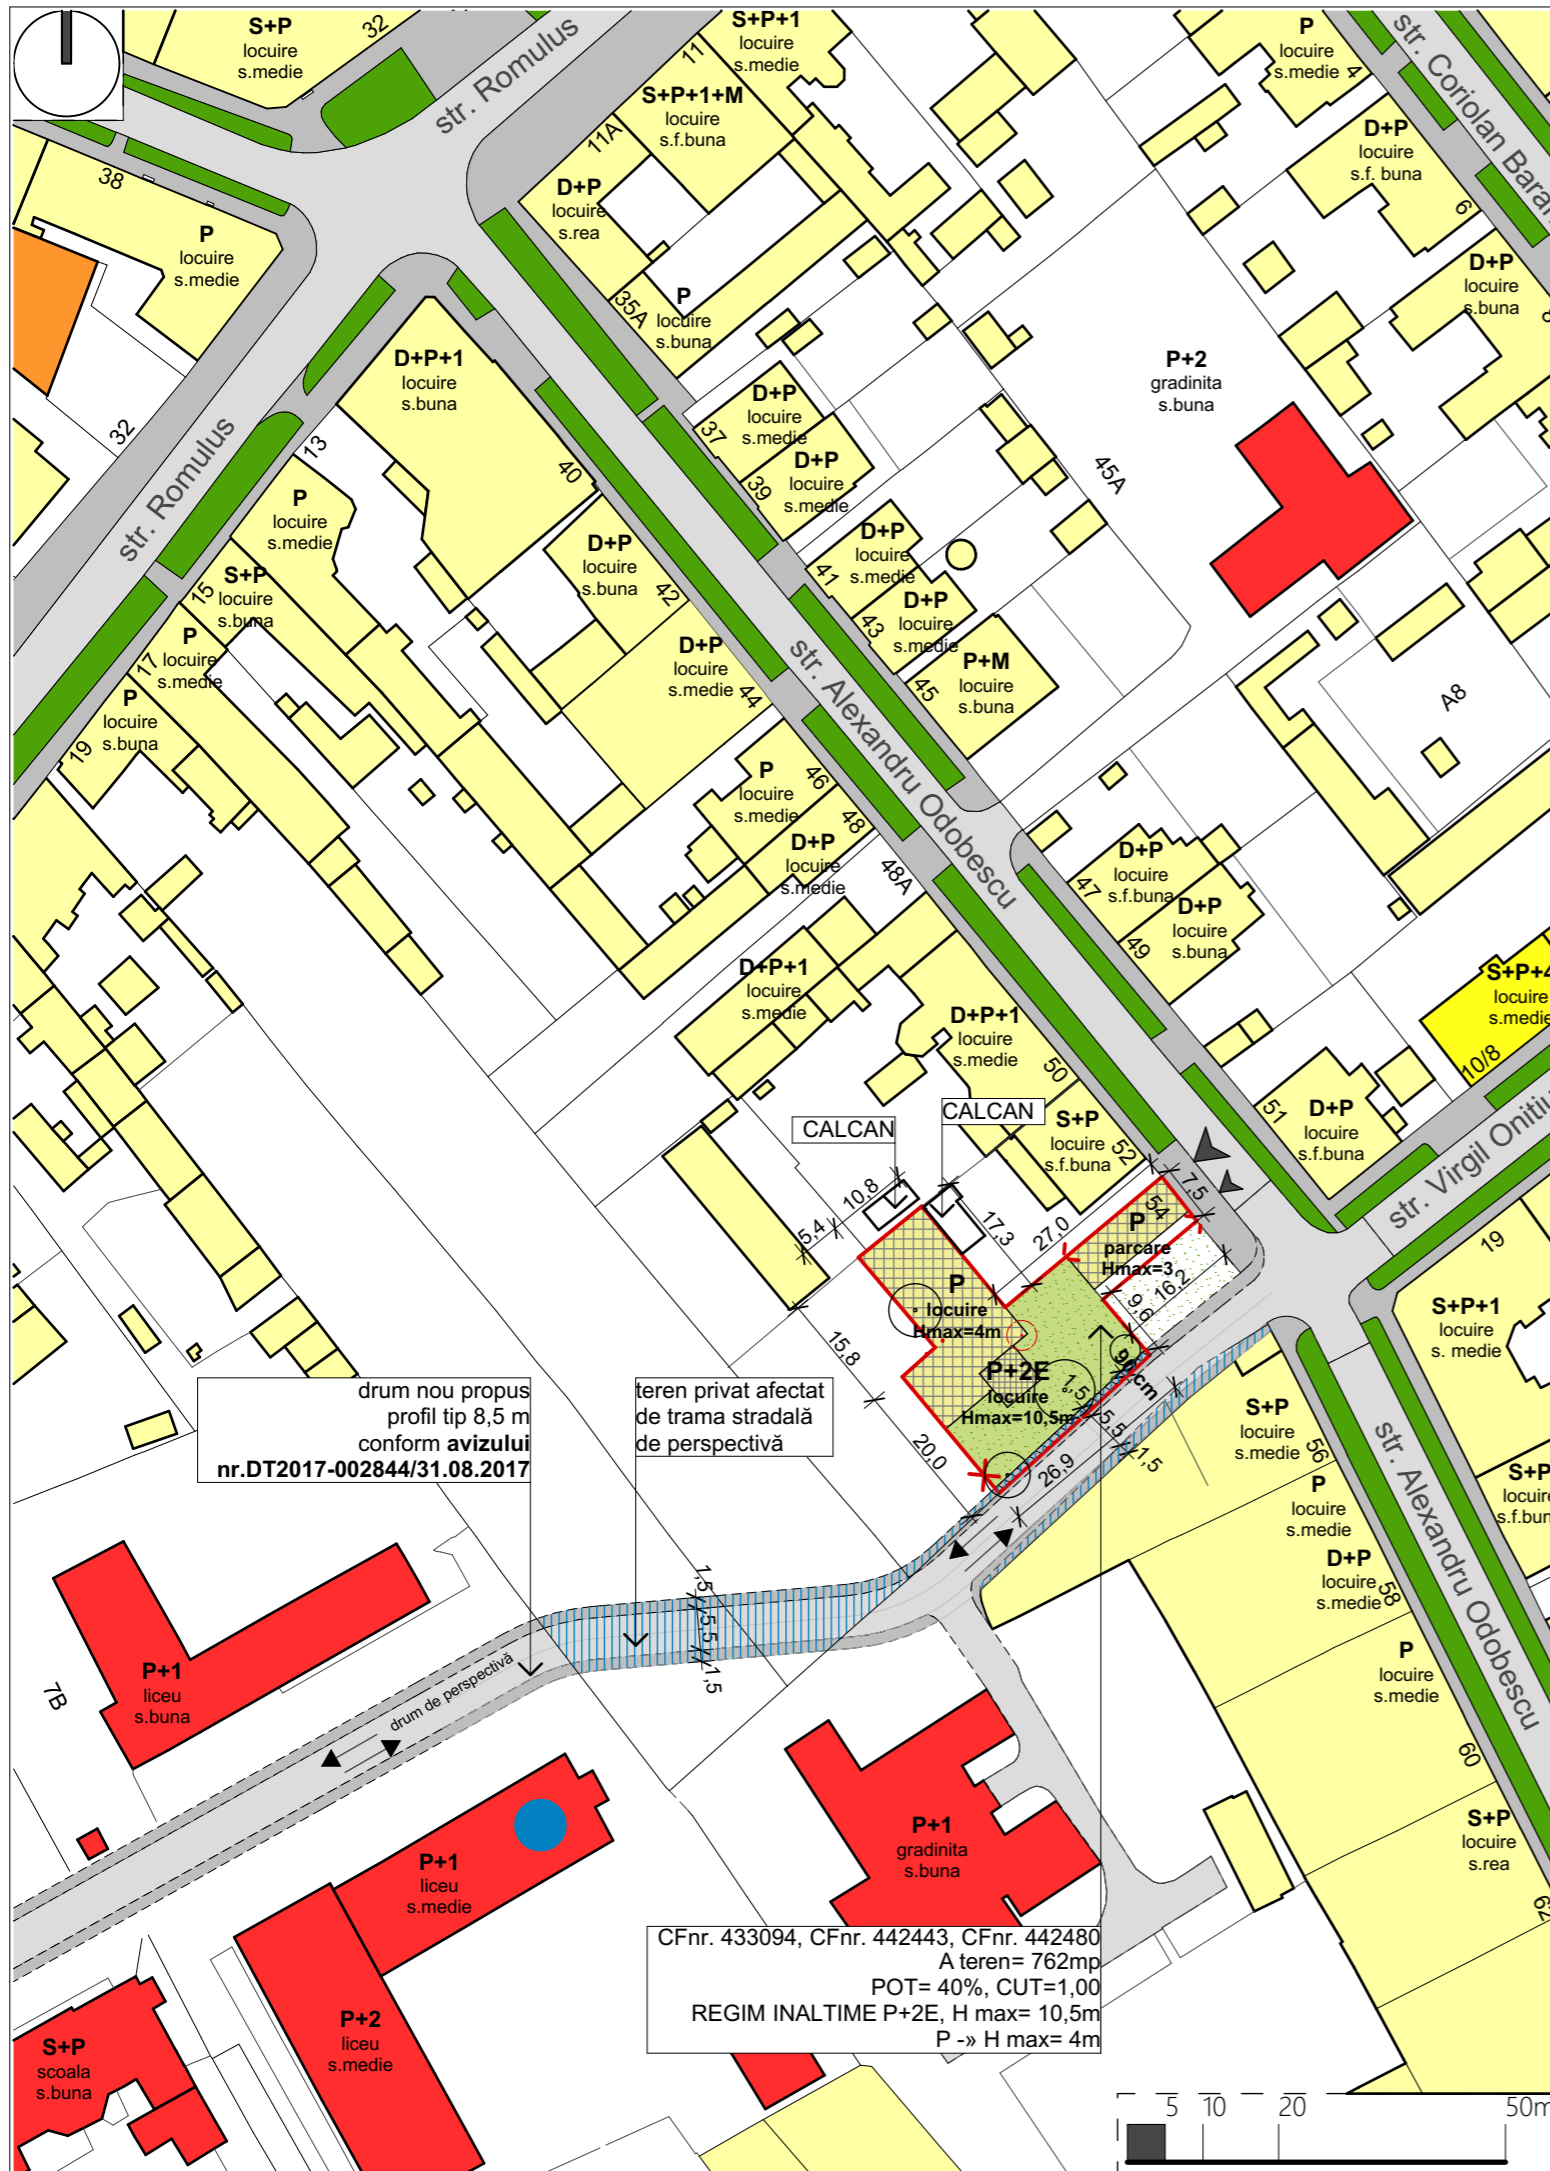 S+P
locuire
s.medie
32
str. Romulus
S+P+1
locuire
s.medie
11
P
locuire
s.medie
4
str. Coriolan Baran
S+P+1+M
locuire
s.f.buna
11A
D+P
locuire
s.f. buna
6
38
P
locuire
s.medie
D+P
locuire
s.rea
35A
P
locuire
s.buna
D+P
locuire
s.buna
8
D+P+1
locuire
s.buna
40
P+2
gradinita
s.buna
45A
32
str. Romulus
13
P
locuire
s.medie
37
D+P
locuire
s.medie
39
D+P
locuire
s.medie
15
S+P
locuire
s.buna
D+P
locuire
s.buna
42
41
D+P
locuire
s.medie
43
D+P
locuire
s.medie
17
P
locuire
s.medie
D+P
locuire
s.medie
44
45
P+M
locuire
s.buna
19
P
locuire
s.buna
str. Alexandru Odobescu
A8
P
locuire
s.medie
46
D+P
locuire
s.medie
48
48A
47
D+P
locuire
s.f.buna
49
D+P
locuire
s.buna
D+P+1
locuire
s.medie
S+P+4
locuire
s.medie
10/8
D+P+1
locuire
s.medie
50
51
D+P
locuire
s.f.buna
str. Virgil Onitiu
CALCAN
CALCAN
S+P
locuire
s.f.buna
52
10,8
5,4
17,3
27,0
7,5
54
P
parcare
Hmax=3
16,2
9,6
19
P
locuire
Hmax=4m
P+2E
locuire
Hmax=10,5m
90 cm
15,8
20,0
26,9
1,5
5,5
1,5
S+P+1
locuire
s. medie
drum nou propus
profil tip 8,5 m
conform avizului
nr.DT2017-002844/31.08.2017
teren privat afectat
de trama stradală
de perspectivă
S+P
locuire
s.medie
56
str. Alexandru Odobescu
P
locuire
s.medie
S+P
locuire
s.f.buna
D+P
locuire
s.medie
58
1,5
5,5
1,5
P+1
liceu
s.buna
7B
drum de perspectivă
P
locuire
s.medie
60
P+1
gradinita
s.buna
P+1
liceu
s.medie
S+P
locuire
s.rea
62
CFnr. 433094, CFnr. 442443, CFnr. 442480
A teren= 762mp
POT= 40%, CUT=1,00
REGIM INALTIME P+2E, H max= 10,5m
P -» H max= 4m
P+2
liceu
s.medie
S+P
scoala
s.buna
5 10 20 50m